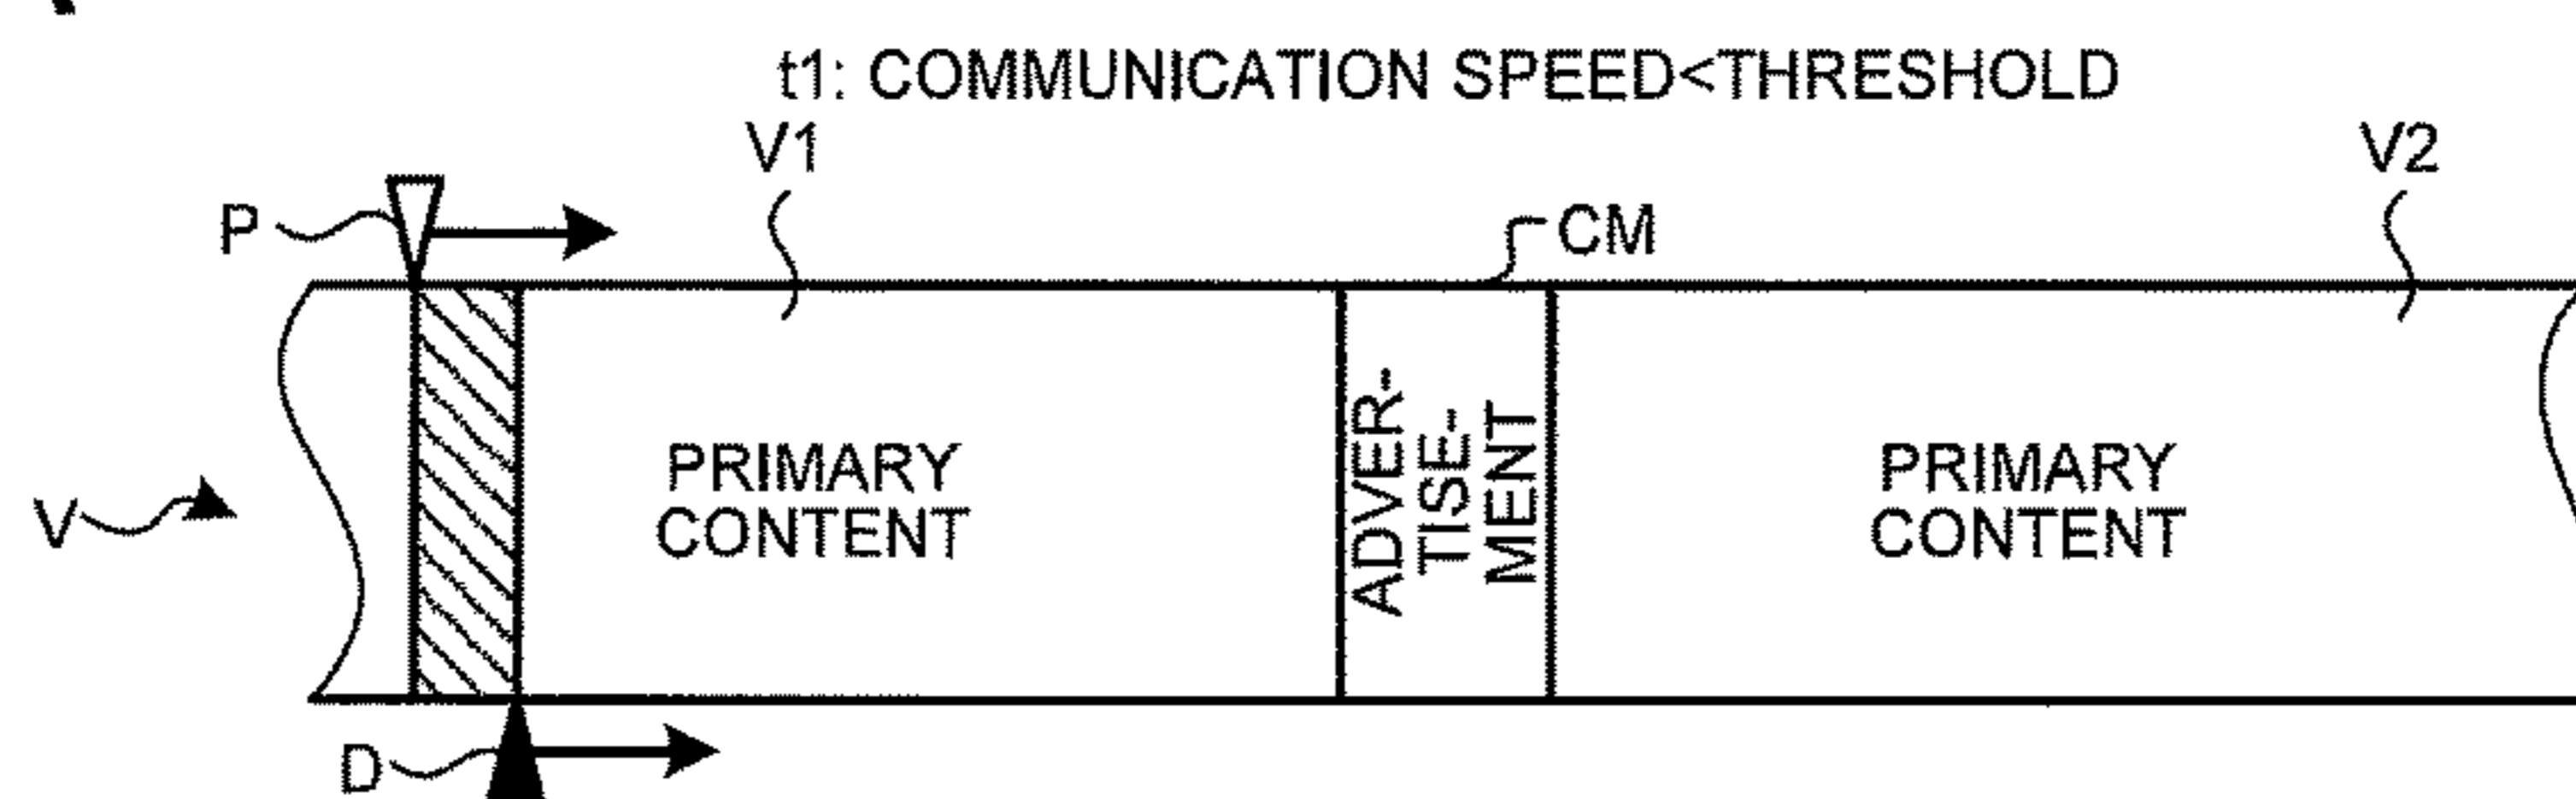 t1: COMMUNICATION SPEED<THRESHOLD
V1
V2
P
CM
PRIMARY
CONTENT
ADVER-
TISE-
MENT
PRIMARY
CONTENT
V
D